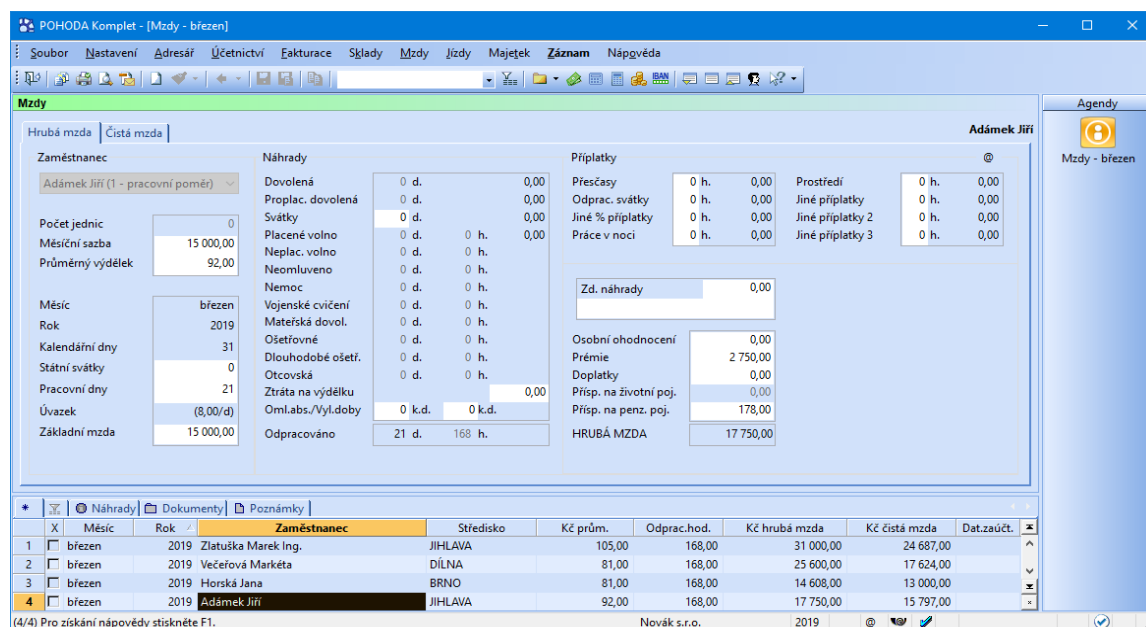 POHODA Komplet - [Mzdy - březen]
Soubor Nastavení Adresář Účetnictví Fakturace Sklady Mzdy Jízdy Majetek Záznam Nápověda
IBAN
Mzdy
Agendy
Hrubá mzda Čistá mzda Adámek Jiří
Mzdy - březen
Zaměstnanec Náhrady Příplatky @
Adámek Jiří (1 - pracovní poměr)
Počet jednic 0
Měsíční sazba 15 000,00
Průměrný výdělek 92,00
Měsíc březen
Rok 2019
Kalendářní dny 31
Státní svátky 0
Pracovní dny 21
Úvazek (8,00/d)
Základní mzda 15 000,00
Dovolená 0 d. 0,00
Proplac. dovolená 0 d. 0,00
Svátky 0 d. 0,00
Placené volno 0 d. 0 h. 0,00
Neplac. volno 0 d. 0 h.
Neomluveno 0 d. 0 h.
Nemoc 0 d. 0 h.
Vojenské cvičení 0 d. 0 h.
Mateřská dovol. 0 d. 0 h.
Ošetřovné 0 d. 0 h.
Dlouhodobé ošetř. 0 d. 0 h.
Otcovská 0 d. 0 h.
Ztráta na výdělku 0,00
Oml.abs./Vyl.doby 0 k.d. 0 k.d.
Odpracováno 21 d. 168 h.
Přesčasy 0 h. 0,00 Prostředí 0 h. 0,00
Odprac. svátky 0 h. 0,00 Jiné příplatky 0 h. 0,00
Jiné % příplatky 0 h. 0,00 Jiné příplatky 2 0 h. 0,00
Práce v noci 0 h. 0,00 Jiné příplatky 3 0 h. 0,00
Zd. náhrady 0,00
Osobní ohodnocení 0,00
Prémie 2 750,00
Doplatky 0,00
Přísp. na životní poj. 0,00
Přísp. na penz. poj. 178,00
HRUBÁ MZDA 17 750,00
* Náhrady Dokumenty Poznámky
X Měsíc Rok Zaměstnanec Středisko Kč prům. Odprac.hod. Kč hrubá mzda Kč čistá mzda Dat.zaúčt.
1 březen 2019 Zlatuška Marek Ing. JIHLAVA 105,00 168,00 31 000,00 24 687,00
2 březen 2019 Večeřová Markéta DÍLNA 81,00 168,00 25 600,00 17 624,00
3 březen 2019 Horská Jana BRNO 81,00 168,00 14 608,00 13 000,00
4 březen 2019 Adámek Jiří JIHLAVA 92,00 168,00 17 750,00 15 797,00
(4/4) Pro získání nápovědy stiskněte F1. Novák s.r.o. 2019 @